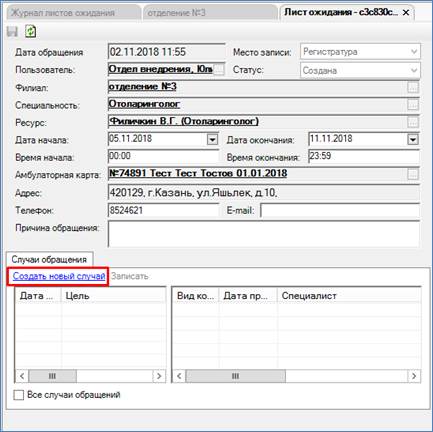 Журнал листов ожидания отделение №3 Лист ожидания - c3c830c... ×
Дата обращения 02.11.2018 11:55 Место записи: Регистратура
Пользователь: Отдел внедрения, Юли Статус: Создана
Филиал: отделение №3
Специальность: Отоларинголог
Ресурс: Филичкин В.Г. (Отоларинголог)
Дата начала: 05.11.2018 Дата окончания: 11.11.2018
Время начала: 00:00 Время окончания: 23:59
Амбулаторная карта: №74891 Тест Тест Тостов 01.01.2018
Адрес: 420129, г.Казань, ул.Яшьлек, д.10,
Телефон: 8524621 E-mail:
Причина обращения:
Случаи обращения
Создать новый случай Записать
Дата ... Цель Вид ко... Дата пр... Специалист
Все случаи обращений